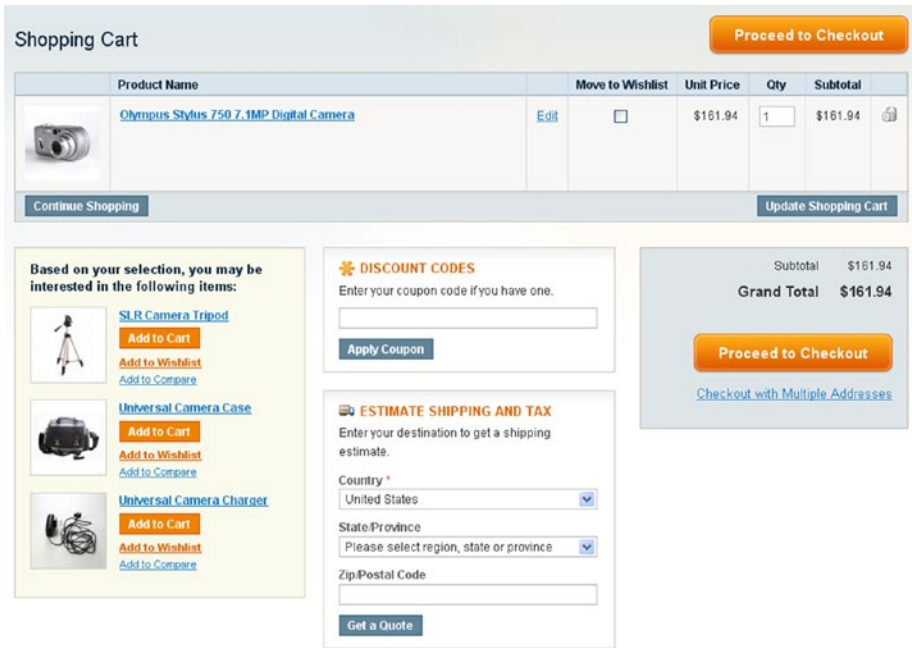 Shopping Cart
Proceed to Checkout
Product Name Move to Wishlist Unit Price Qty Subtotal
Olympus Stylus 750 7.1MP Digital Camera Edit $161.94 1 $161.94
Continue Shopping Update Shopping Cart
Based on your selection, you may be
interested in the following items:
SLR Camera Tripod
Add to Cart
Add to Wishlist
Add to Compare
Universal Camera Case
Add to Cart
Add to Wishlist
Add to Compare
Universal Camera Charger
Add to Cart
Add to Wishlist
Add to Compare
DISCOUNT CODES
Enter your coupon code if you have one.
Apply Coupon
ESTIMATE SHIPPING AND TAX
Enter your destination to get a shipping
estimate.
Country *
United States
State/Province
Please select region, state or province
Zip/Postal Code
Get a Quote
Subtotal $161.94
Grand Total $161.94
Proceed to Checkout
Checkout with Multiple Addresses